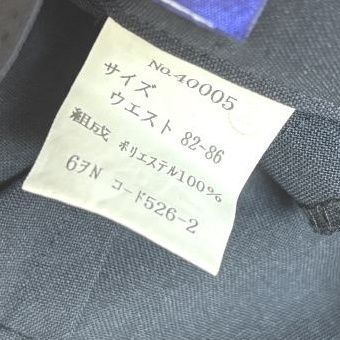 No.40005
サイズ
ウエスト 82-86
組成 ポリエステル100%
6ヲN コード526-2